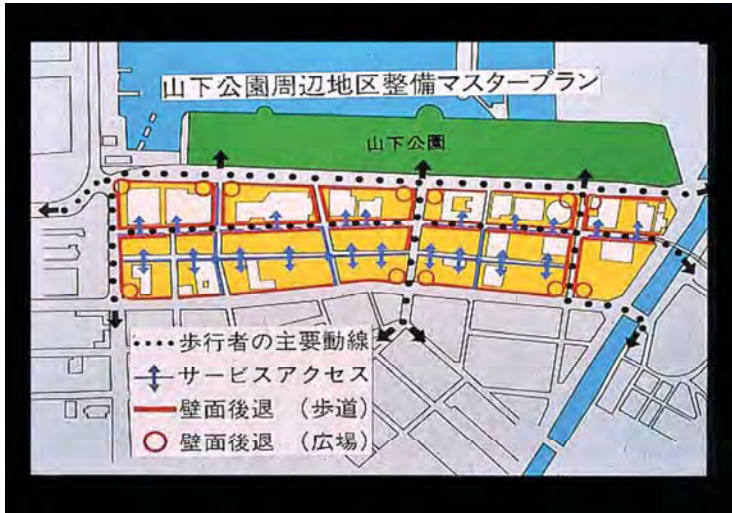 山下公園周辺地区整備マスタープラン
山下公園
歩行者の主要動線
サービスアクセス
壁面後退 (歩道)
壁面後退 (広場)